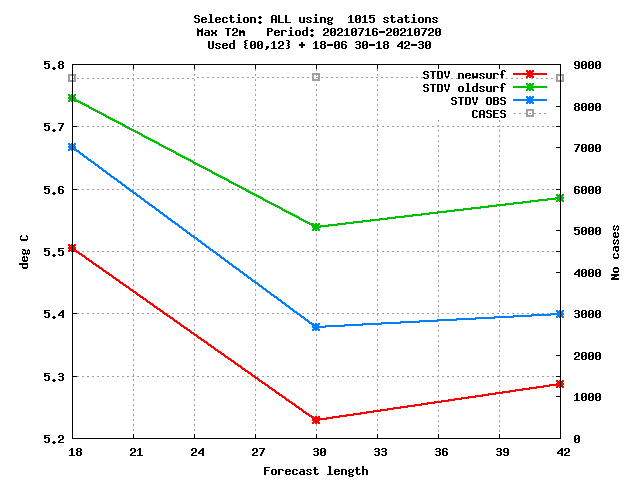 Selection: ALL using  1015 stations
Max T2m   Period: 20210716-20210720
Used {00,12} + 18-06 30-18 42-30
STDV newsurf
STDV oldsurf
STDV OBS
CASES
deg C
5.8
5.7
5.6
5.5
5.4
5.3
5.2
9000
8000
7000
6000
5000
4000
3000
2000
1000
0
No cases
18 21 24 27 30 33 36 39 42
Forecast length